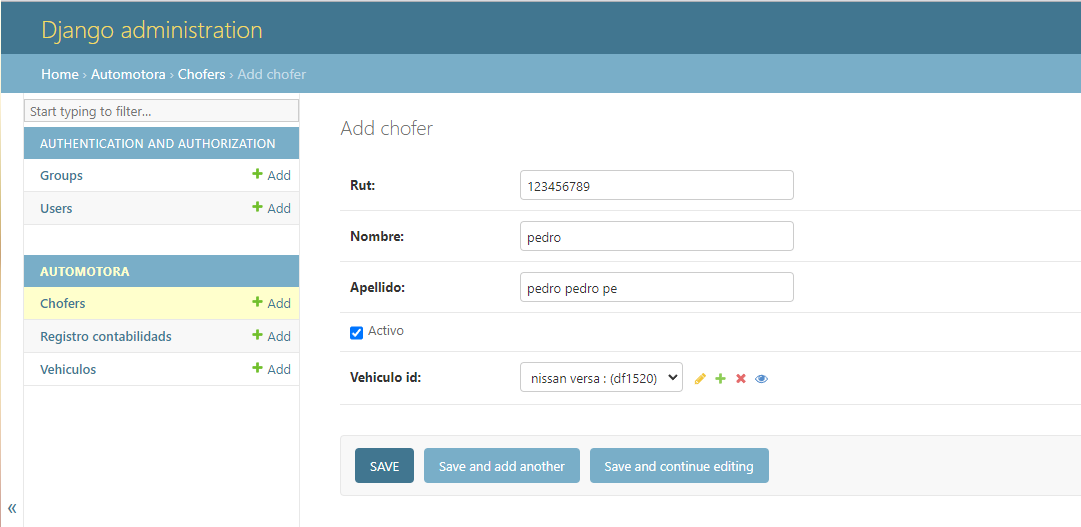 Django administration
Home › Automotora › Chofers › Add chofer
Start typing to filter...
AUTHENTICATION AND AUTHORIZATION
Groups + Add
Users + Add
AUTOMOTORA
Chofers + Add
Registro contabilidads + Add
Vehiculos + Add
«
Add chofer
Rut: 123456789
Nombre: pedro
Apellido: pedro pedro pe
Activo
Vehiculo id: nissan versa : (df1520)
SAVE Save and add another Save and continue editing